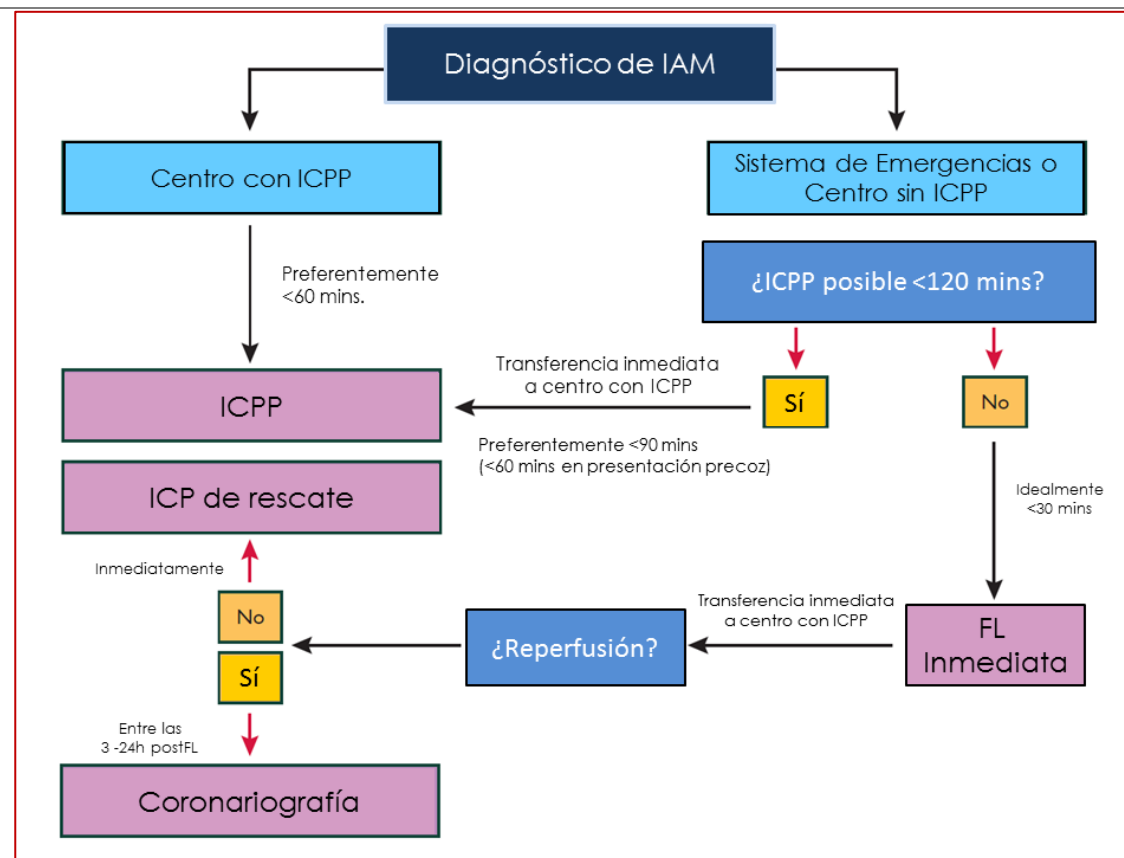 Diagnóstico de IAM
Centro con ICPP
Sistema de Emergencias o
Centro sin ICPP
Preferentemente
<60 mins.
¿ICPP posible <120 mins?
Transferencia inmediata
a centro con ICPP
Sí
No
ICPP
Preferentemente <90 mins
(<60 mins en presentación precoz)
ICP de rescate
Idealmente
<30 mins
Inmediatamente
No
Sí
¿Reperfusión?
Transferencia inmediata
a centro con ICPP
FL
Inmediata
Entre las
3 -24h postFL
Coronariografía